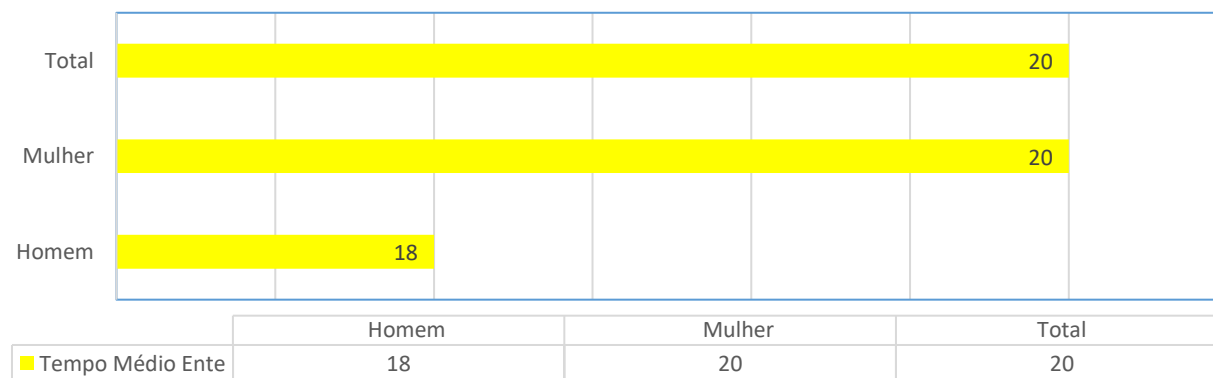 Total 20
Mulher 20
Homem 18
Homem Mulher Total
Tempo Médio Ente 18 20 20